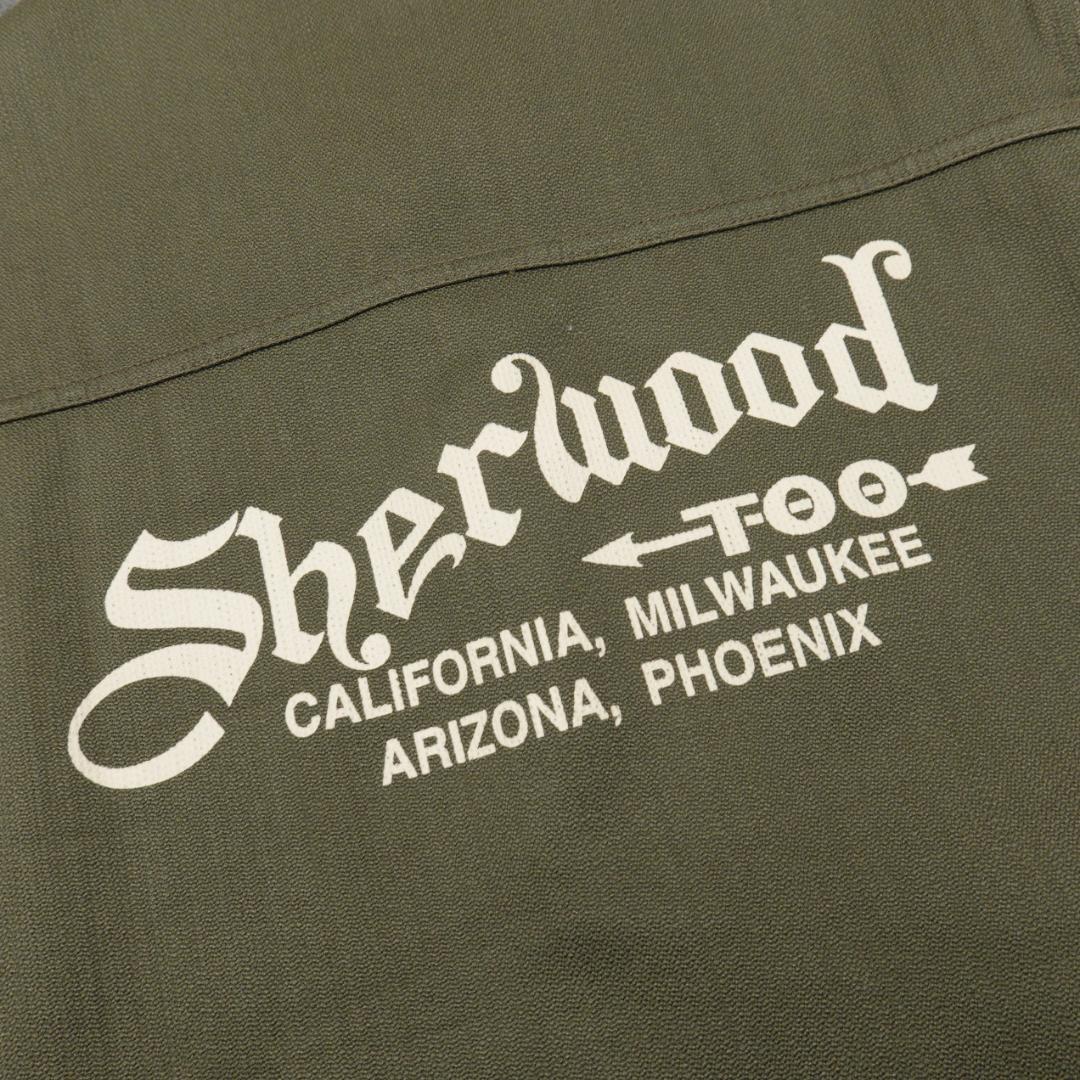 Sherwood
TOO
CALIFORNIA, MILWAUKEE
ARIZONA, PHOENIX